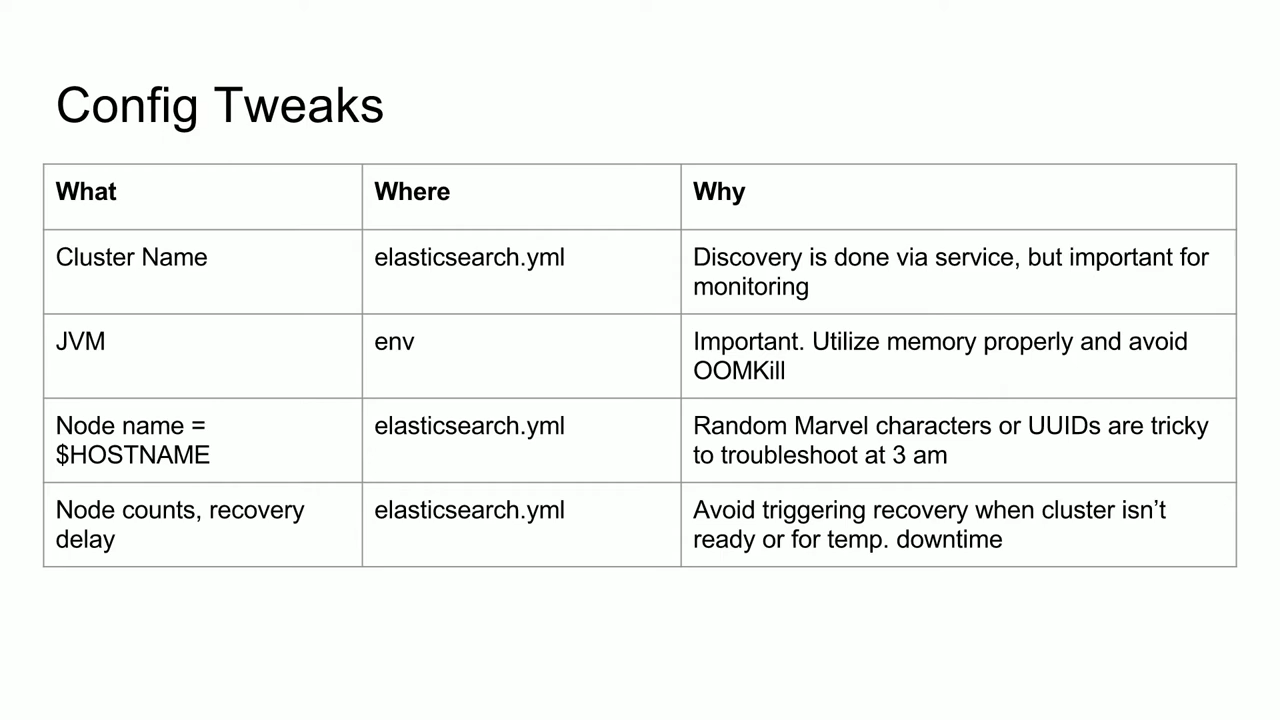 Config Tweaks
What
Where
Why
Cluster Name
elasticsearch.yml
Discovery is done via service, but important for
monitoring
JVM
env
Important. Utilize memory properly and avoid
OOMKill
Node name =
$HOSTNAME
elasticsearch.yml
Random Marvel characters or UUIDs are tricky
to troubleshoot at 3 am
Node counts, recovery
delay
elasticsearch.yml
Avoid triggering recovery when cluster isn’t
ready or for temp. downtime